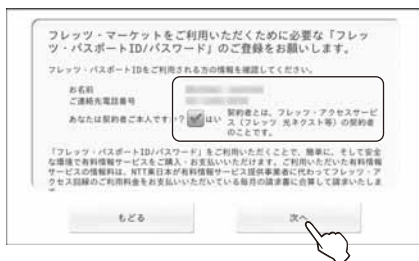 フレッツ・マーケットをご利用いただくために必要な「フレッ
ツ・パスポートID/パスワード」のご登録をお願いします。
フレッツ・パスポートIDをご利用される方の情報を確認してください。
お名前
ご連絡先電話番号
あなたは契約者ご本人ですか? はい 契約者とは、フレッツ・アクセスサービ
ス（フレッツ 光ネクスト等）の契約者
のことです。
「フレッツ・パスポートID/パスワード」をご利用いただくことで、簡単に、そして安全
な環境で有料情報サービスをご購入・お支払いいただけます。ご利用いただいた有料情報
サービスの情報料は、NTT東日本が有料情報サービス提供事業者に代わってフレッツ・ア
クセス回線のご利用料金をお支払いいただいている毎月の請求書に合算して請求いたしま
もどる
次へ